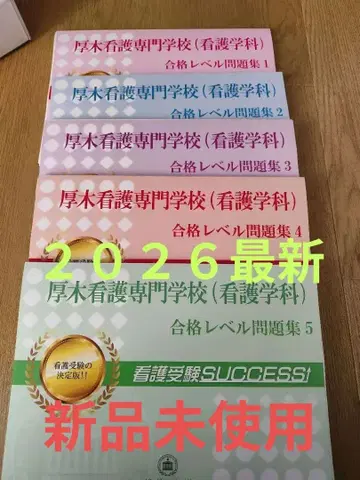 厚木看護専門学校(看護学科)
合格レベル問題集1
厚木看護専門学校(看護学科)
合格レベル問題集2
厚木看護専門学校(看護学科)
合格レベル問題集3
厚木看護専門学校(看護学科)
合格レベル問題集4
2026最新
厚木看護専門学校(看護学科)
合格レベル問題集5
看護受験の
決定版!!
看護受験SUCCESS!
新品未使用